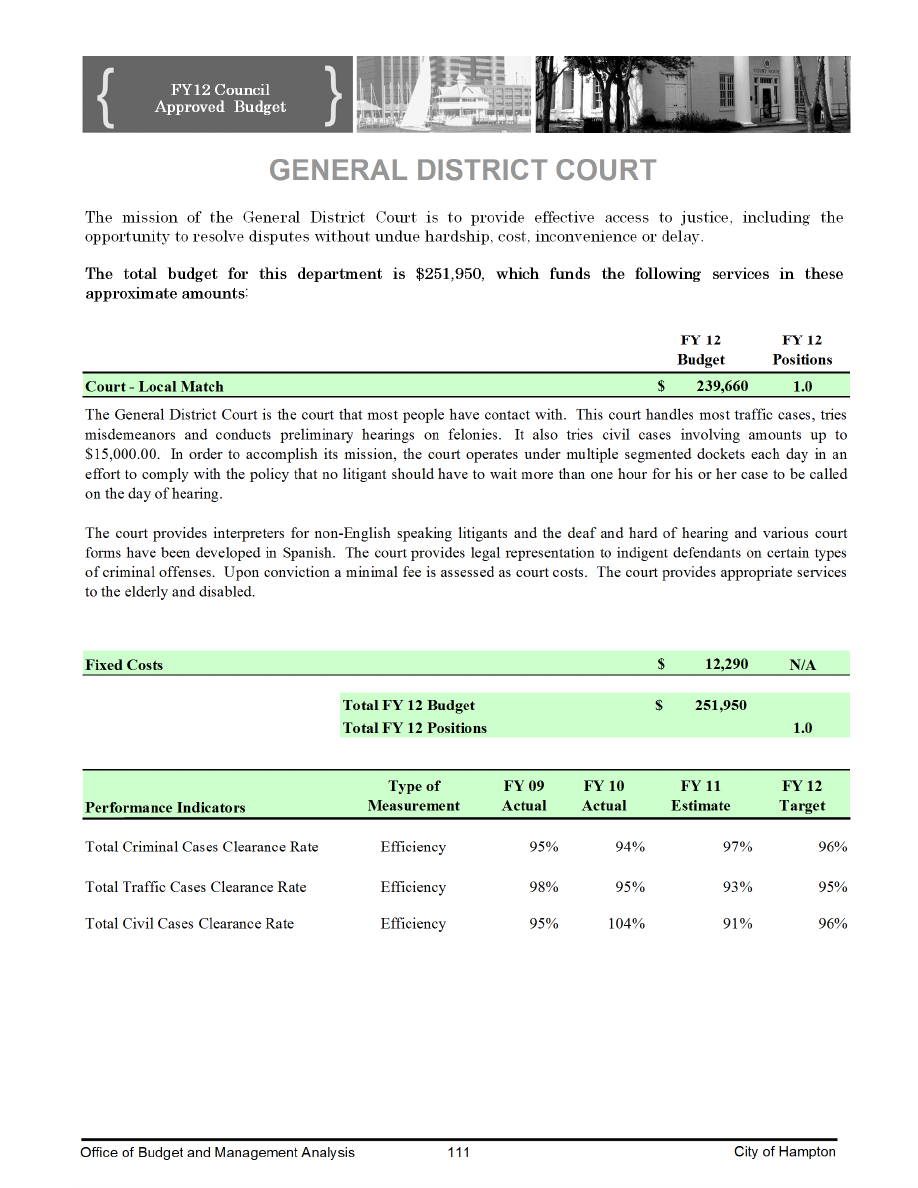 FY12 Council
Approved Budget
GENERAL DISTRICT COURT
The mission of the General District Court is to provide effective access to justice, including the
opportunity to resolve disputes without undue hardship, cost, inconvenience or delay.
The total budget for this department is $251,950, which funds the following services in these
approximate amounts:
FY 12 FY 12
Budget Positions
Court - Local Match $ 239,660 1.0
The General District Court is the court that most people have contact with. This court handles most traffic cases, tries
misdemeanors and conducts preliminary hearings on felonies. It also tries civil cases involving amounts up to
$15,000.00. In order to accomplish its mission, the court operates under multiple segmented dockets each day in an
effort to comply with the policy that no litigant should have to wait more than one hour for his or her case to be called
on the day of hearing.
The court provides interpreters for non-English speaking litigants and the deaf and hard of hearing and various court
forms have been developed in Spanish. The court provides legal representation to indigent defendants on certain types
of criminal offenses. Upon conviction a minimal fee is assessed as court costs. The court provides appropriate services
to the elderly and disabled.
Fixed Costs $ 12,290 N/A
Total FY 12 Budget $ 251,950
Total FY 12 Positions 1.0
Type of FY 09 FY 10 FY 11 FY 12
Performance Indicators Measurement Actual Actual Estimate Target
Total Criminal Cases Clearance Rate Efficiency 95% 94% 97% 96%
Total Traffic Cases Clearance Rate Efficiency 98% 95% 93% 95%
Total Civil Cases Clearance Rate Efficiency 95% 104% 91% 96%
Office of Budget and Management Analysis 111 City of Hampton